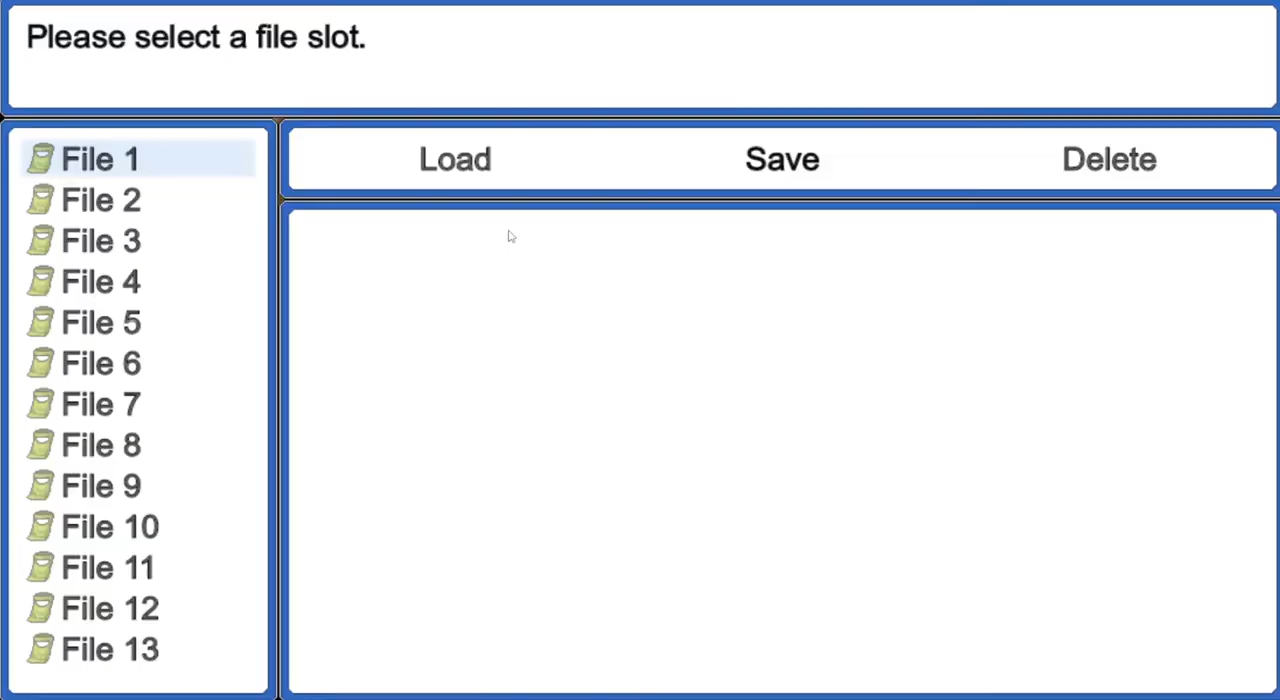 Please select a file slot.
Load Save Delete
File 1
File 2
File 3
File 4
File 5
File 6
File 7
File 8
File 9
File 10
File 11
File 12
File 13